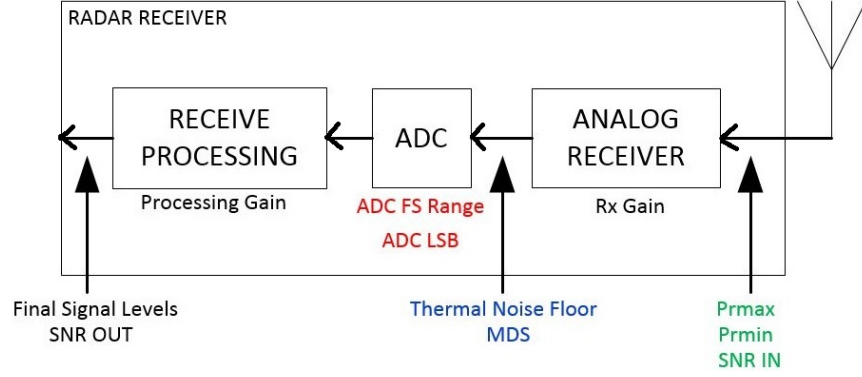 RADAR RECEIVER
RECEIVE
PROCESSING
ADC
ANALOG
RECEIVER
Processing Gain
ADC FS Range
ADC LSB
Rx Gain
Final Signal Levels
SNR OUT
Thermal Noise Floor
MDS
Prmax
Prmin
SNR IN